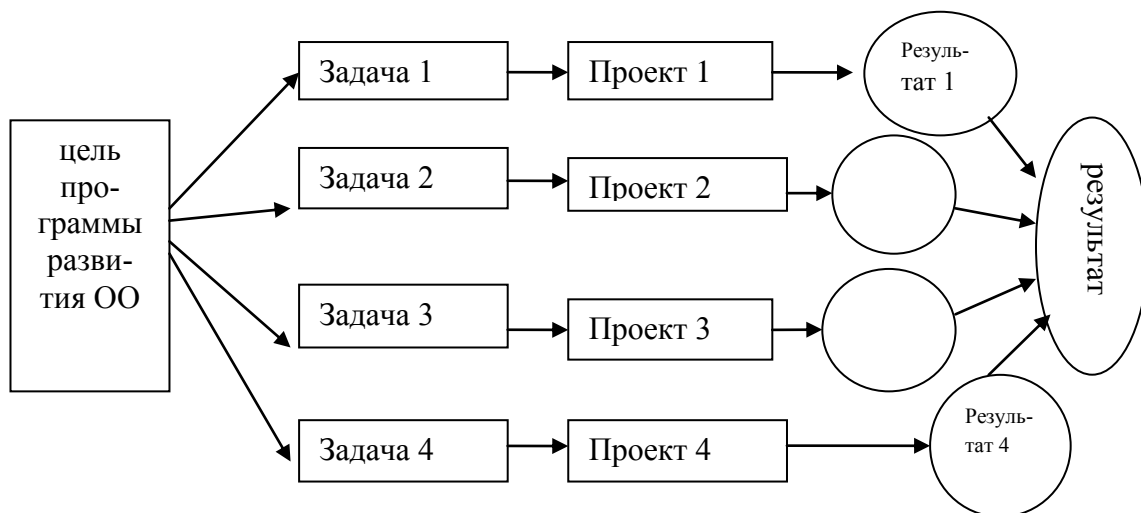 цель
про-
граммы
разви-
тия ОО
Задача 1
Проект 1
Резуль-
тат 1
Задача 2
Проект 2
Задача 3
Проект 3
Задача 4
Проект 4
Резуль-
тат 4
результат